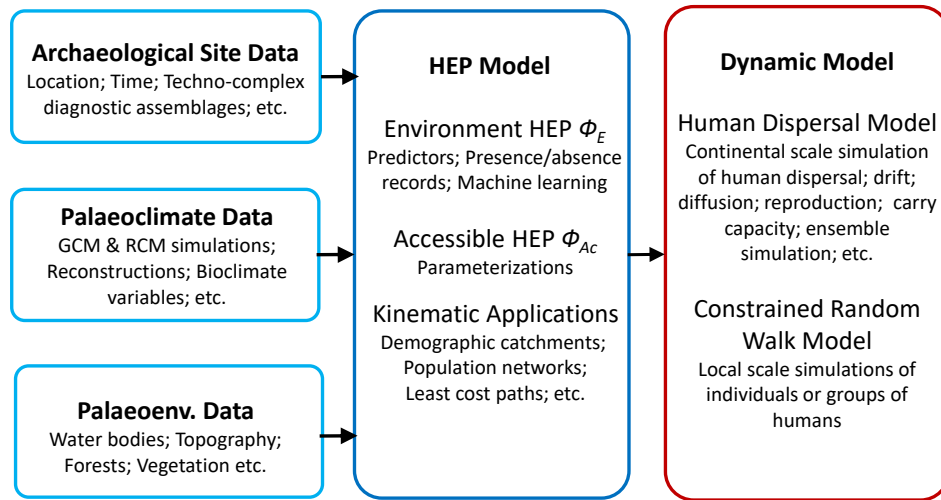 Archaeological Site Data
Location; Time; Techno-complex
diagnostic assemblages; etc.
Palaeoclimate Data
GCM & RCM simulations;
Reconstructions; Bioclimate
variables; etc.
Palaeoenv. Data
Water bodies; Topography;
Forests; Vegetation etc.
HEP Model
Environment HEP Φ_E
Predictors; Presence/absence
records; Machine learning
Accessible HEP Φ_Ac
Parameterizations
Kinematic Applications
Demographic catchments;
Population networks;
Least cost paths; etc.
Dynamic Model
Human Dispersal Model
Continental scale simulation
of human dispersal; drift;
diffusion; reproduction; carry
capacity; ensemble
simulation; etc.
Constrained Random
Walk Model
Local scale simulations of
individuals or groups of
humans